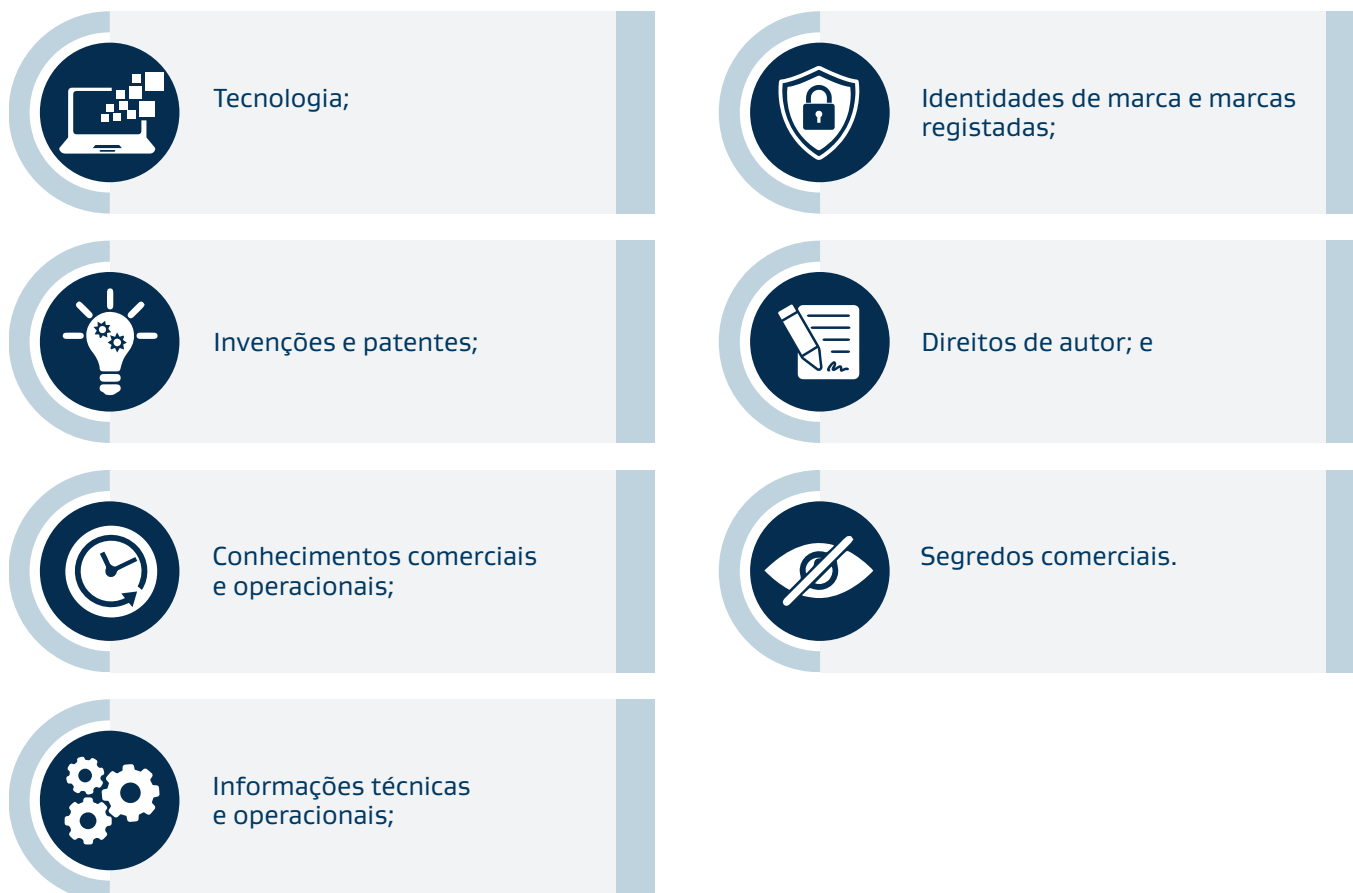 Tecnologia;
Invenções e patentes;
Conhecimentos comerciais
e operacionais;
Informações técnicas
e operacionais;
Identidades de marca e marcas
registadas;
Direitos de autor; e
Segredos comerciais.